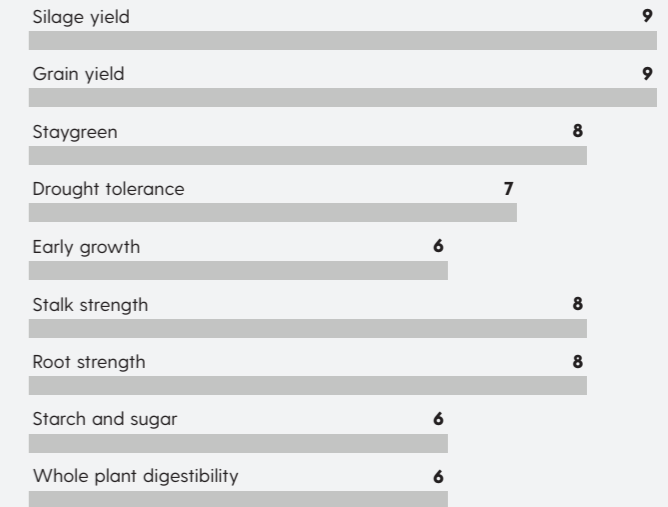 Silage yield 9
Grain yield 9
Staygreen 8
Drought tolerance 7
Early growth 6
Stalk strength 8
Root strength 8
Starch and sugar 6
Whole plant digestibility 6